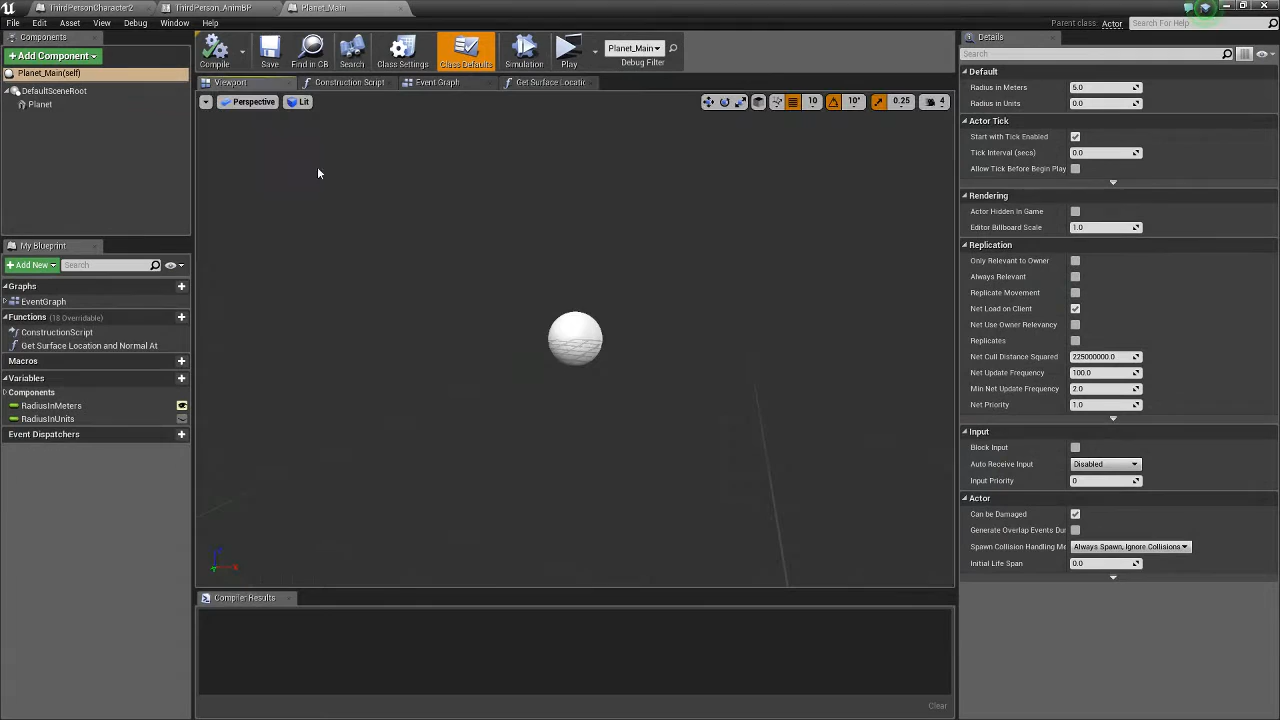 ThirdPersonCharacter2
ThirdPerson_AnimBP
Planet_Main
File Edit Asset View Debug Window Help
Parent class: Actor
Search For Help
Components
+ Add Component
Planet_Main(self)
DefaultSceneRoot
Planet
Compile
Save
Find in CB
Search
Class Settings
Class Defaults
Simulation
Play
Planet_Main
Debug Filter
Viewport
Construction Script
Event Graph
Get Surface Locatic
Perspective
Lit
10
10°
0.25
4
My Blueprint
+ Add New
Search
Graphs
EventGraph
Functions (18 Overridable)
ConstructionScript
Get Surface Location and Normal At
Macros
Variables
Components
RadiusInMeters
RadiusInUnits
Event Dispatchers
Compiler Results
Clear
Details
Search
Default
Radius in Meters 5.0
Radius in Units 0.0
Actor Tick
Start with Tick Enabled
Tick Interval (secs) 0.0
Allow Tick Before Begin Play
Rendering
Actor Hidden In Game
Editor Billboard Scale 1.0
Replication
Only Relevant to Owner
Always Relevant
Replicate Movement
Net Load on Client
Net Use Owner Relevancy
Replicates
Net Cull Distance Squared 225000000.0
Net Update Frequency 100.0
Min Net Update Frequency 2.0
Net Priority 1.0
Input
Block Input
Auto Receive Input Disabled
Input Priority 0
Actor
Can be Damaged
Generate Overlap Events Du
Spawn Collision Handling Me Always Spawn, Ignore Collisions
Initial Life Span 0.0